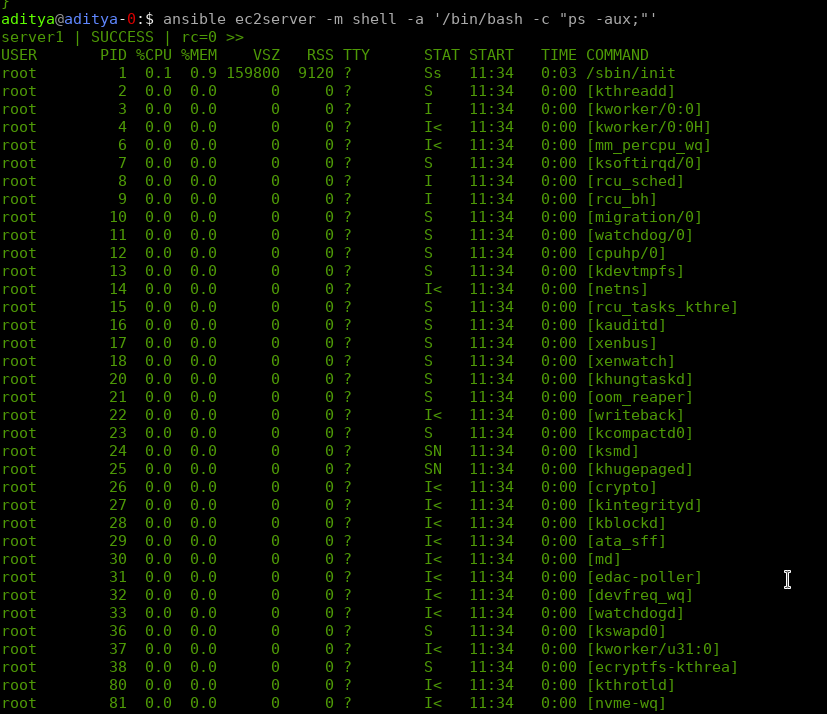 }
aditya@aditya-0:$ ansible ec2server -m shell -a '/bin/bash -c "ps -aux;"'
server1 | SUCCESS | rc=0 >>
USER       PID %CPU %MEM    VSZ   RSS TTY      STAT START   TIME COMMAND
root         1  0.1  0.9 159800  9120 ?        Ss   11:34   0:03 /sbin/init
root         2  0.0  0.0      0     0 ?        S    11:34   0:00 [kthreadd]
root         3  0.0  0.0      0     0 ?        I    11:34   0:00 [kworker/0:0]
root         4  0.0  0.0      0     0 ?        I<   11:34   0:00 [kworker/0:0H]
root         6  0.0  0.0      0     0 ?        I<   11:34   0:00 [mm_percpu_wq]
root         7  0.0  0.0      0     0 ?        S    11:34   0:00 [ksoftirqd/0]
root         8  0.0  0.0      0     0 ?        I    11:34   0:00 [rcu_sched]
root         9  0.0  0.0      0     0 ?        I    11:34   0:00 [rcu_bh]
root        10  0.0  0.0      0     0 ?        S    11:34   0:00 [migration/0]
root        11  0.0  0.0      0     0 ?        S    11:34   0:00 [watchdog/0]
root        12  0.0  0.0      0     0 ?        S    11:34   0:00 [cpuhp/0]
root        13  0.0  0.0      0     0 ?        S    11:34   0:00 [kdevtmpfs]
root        14  0.0  0.0      0     0 ?        I<   11:34   0:00 [netns]
root        15  0.0  0.0      0     0 ?        S    11:34   0:00 [rcu_tasks_kthre]
root        16  0.0  0.0      0     0 ?        S    11:34   0:00 [kauditd]
root        17  0.0  0.0      0     0 ?        S    11:34   0:00 [xenbus]
root        18  0.0  0.0      0     0 ?        S    11:34   0:00 [xenwatch]
root        20  0.0  0.0      0     0 ?        S    11:34   0:00 [khungtaskd]
root        21  0.0  0.0      0     0 ?        S    11:34   0:00 [oom_reaper]
root        22  0.0  0.0      0     0 ?        I<   11:34   0:00 [writeback]
root        23  0.0  0.0      0     0 ?        S    11:34   0:00 [kcompactd0]
root        24  0.0  0.0      0     0 ?        SN   11:34   0:00 [ksmd]
root        25  0.0  0.0      0     0 ?        SN   11:34   0:00 [khugepaged]
root        26  0.0  0.0      0     0 ?        I<   11:34   0:00 [crypto]
root        27  0.0  0.0      0     0 ?        I<   11:34   0:00 [kintegrityd]
root        28  0.0  0.0      0     0 ?        I<   11:34   0:00 [kblockd]
root        29  0.0  0.0      0     0 ?        I<   11:34   0:00 [ata_sff]
root        30  0.0  0.0      0     0 ?        I<   11:34   0:00 [md]
root        31  0.0  0.0      0     0 ?        I<   11:34   0:00 [edac-poller]
root        32  0.0  0.0      0     0 ?        I<   11:34   0:00 [devfreq_wq]
root        33  0.0  0.0      0     0 ?        I<   11:34   0:00 [watchdogd]
root        36  0.0  0.0      0     0 ?        S    11:34   0:00 [kswapd0]
root        37  0.0  0.0      0     0 ?        I<   11:34   0:00 [kworker/u31:0]
root        38  0.0  0.0      0     0 ?        S    11:34   0:00 [ecryptfs-kthrea]
root        80  0.0  0.0      0     0 ?        I<   11:34   0:00 [kthrotld]
root        81  0.0  0.0      0     0 ?        I<   11:34   0:00 [nvme-wq]